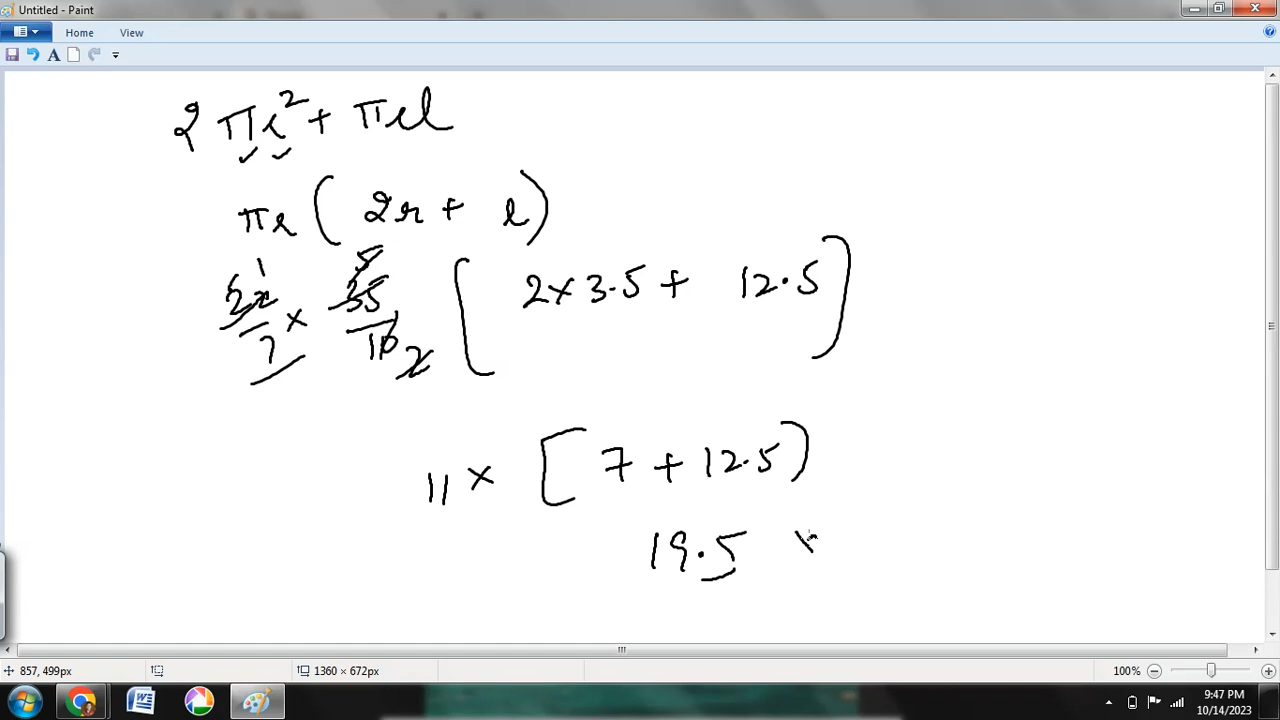 Untitled - Paint
Home View
A
2πr² + πrl
πr ( 2r + l )
22/7 × 35/10 [ 2×3.5 + 12.5 ]
11 × [ 7 + 12.5 )
19.5
857, 499px 1360 × 672px 100%
9:47 PM
10/14/2023